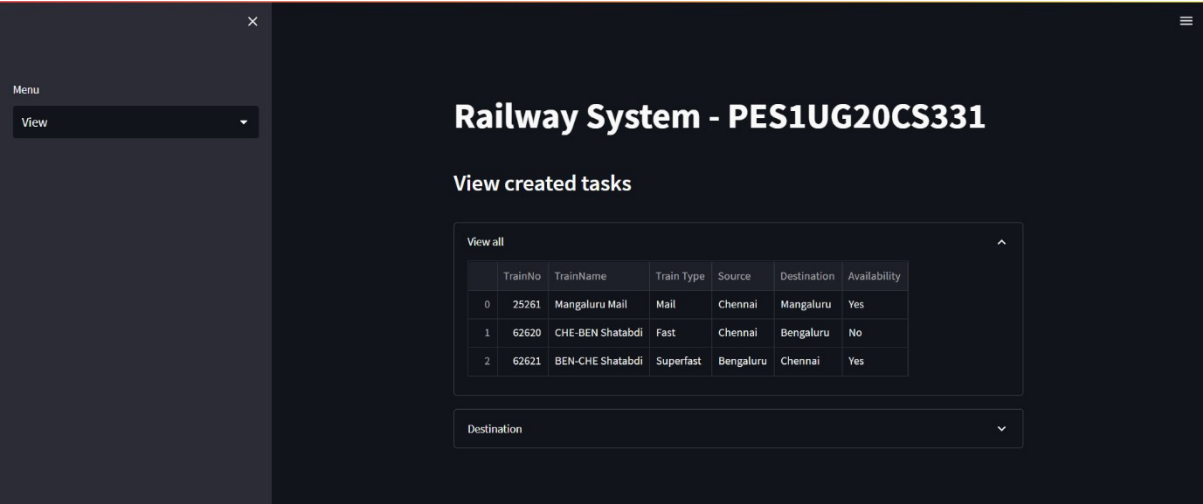 Menu
View
Railway System - PES1UG20CS331
View created tasks
View all
TrainNo TrainName Train Type Source Destination Availability
0 25261 Mangaluru Mail Mail Chennai Mangaluru Yes
1 62620 CHE-BEN Shatabdi Fast Chennai Bengaluru No
2 62621 BEN-CHE Shatabdi Superfast Bengaluru Chennai Yes
Destination